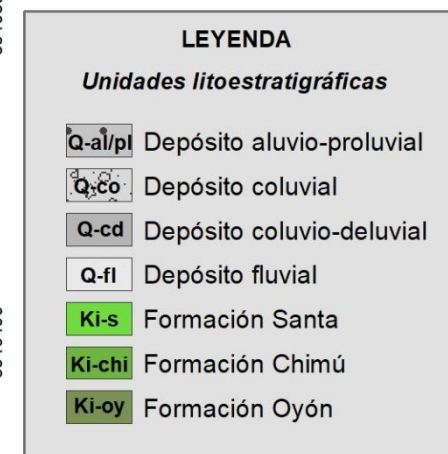 LEYENDA
Unidades litoestratigráficas
Q-al/pl Depósito aluvio-proluvial
Q-co Depósito coluvial
Q-cd Depósito coluvio-deluvial
Q-fl Depósito fluvial
Ki-s Formación Santa
Ki-chi Formación Chimú
Ki-oy Formación Oyón